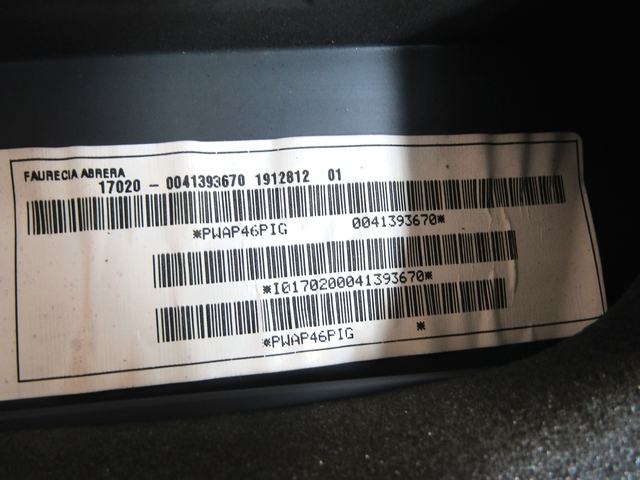 FAURECIA ABRERA
17020 - 0041393670 1912812 01
*PWAP46PIG 0041393670*
*I0170200041393670*
*PWAP46PIG *